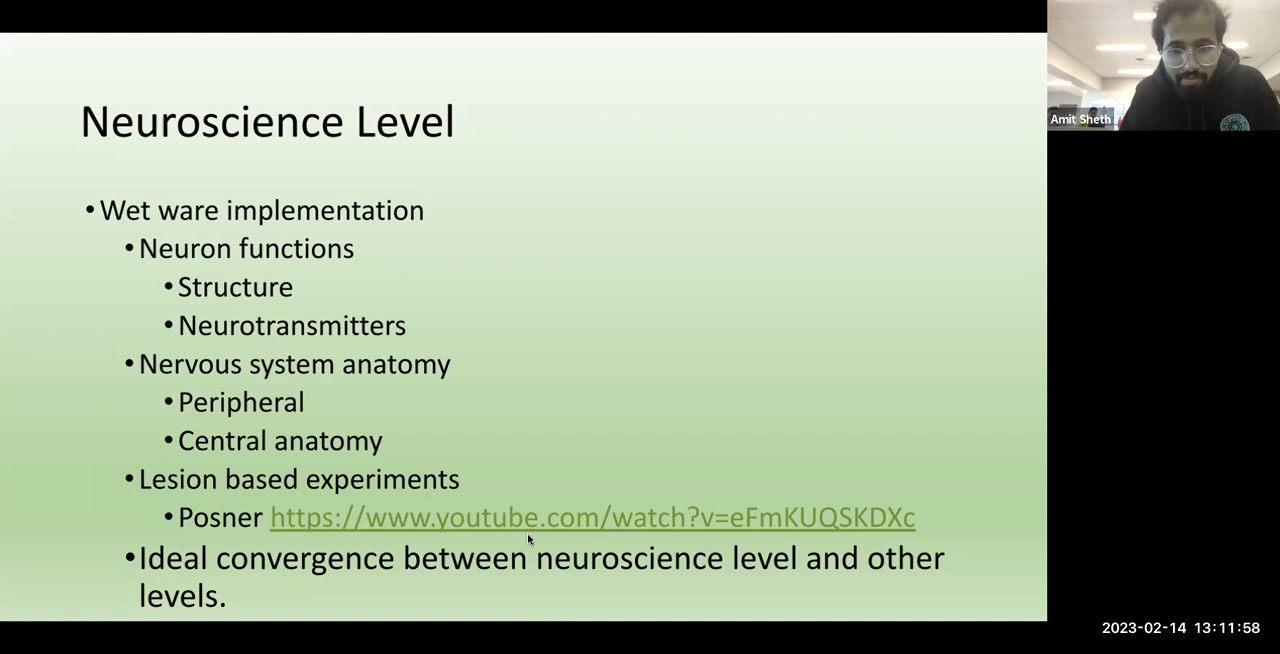 Neuroscience Level
• Wet ware implementation
• Neuron functions
• Structure
• Neurotransmitters
• Nervous system anatomy
• Peripheral
• Central anatomy
• Lesion based experiments
• Posner https://www.youtube.com/watch?v=eFmKUQSKDXc
• Ideal convergence between neuroscience level and other
levels.
Amit Sheth
2023-02-14 13:11:58